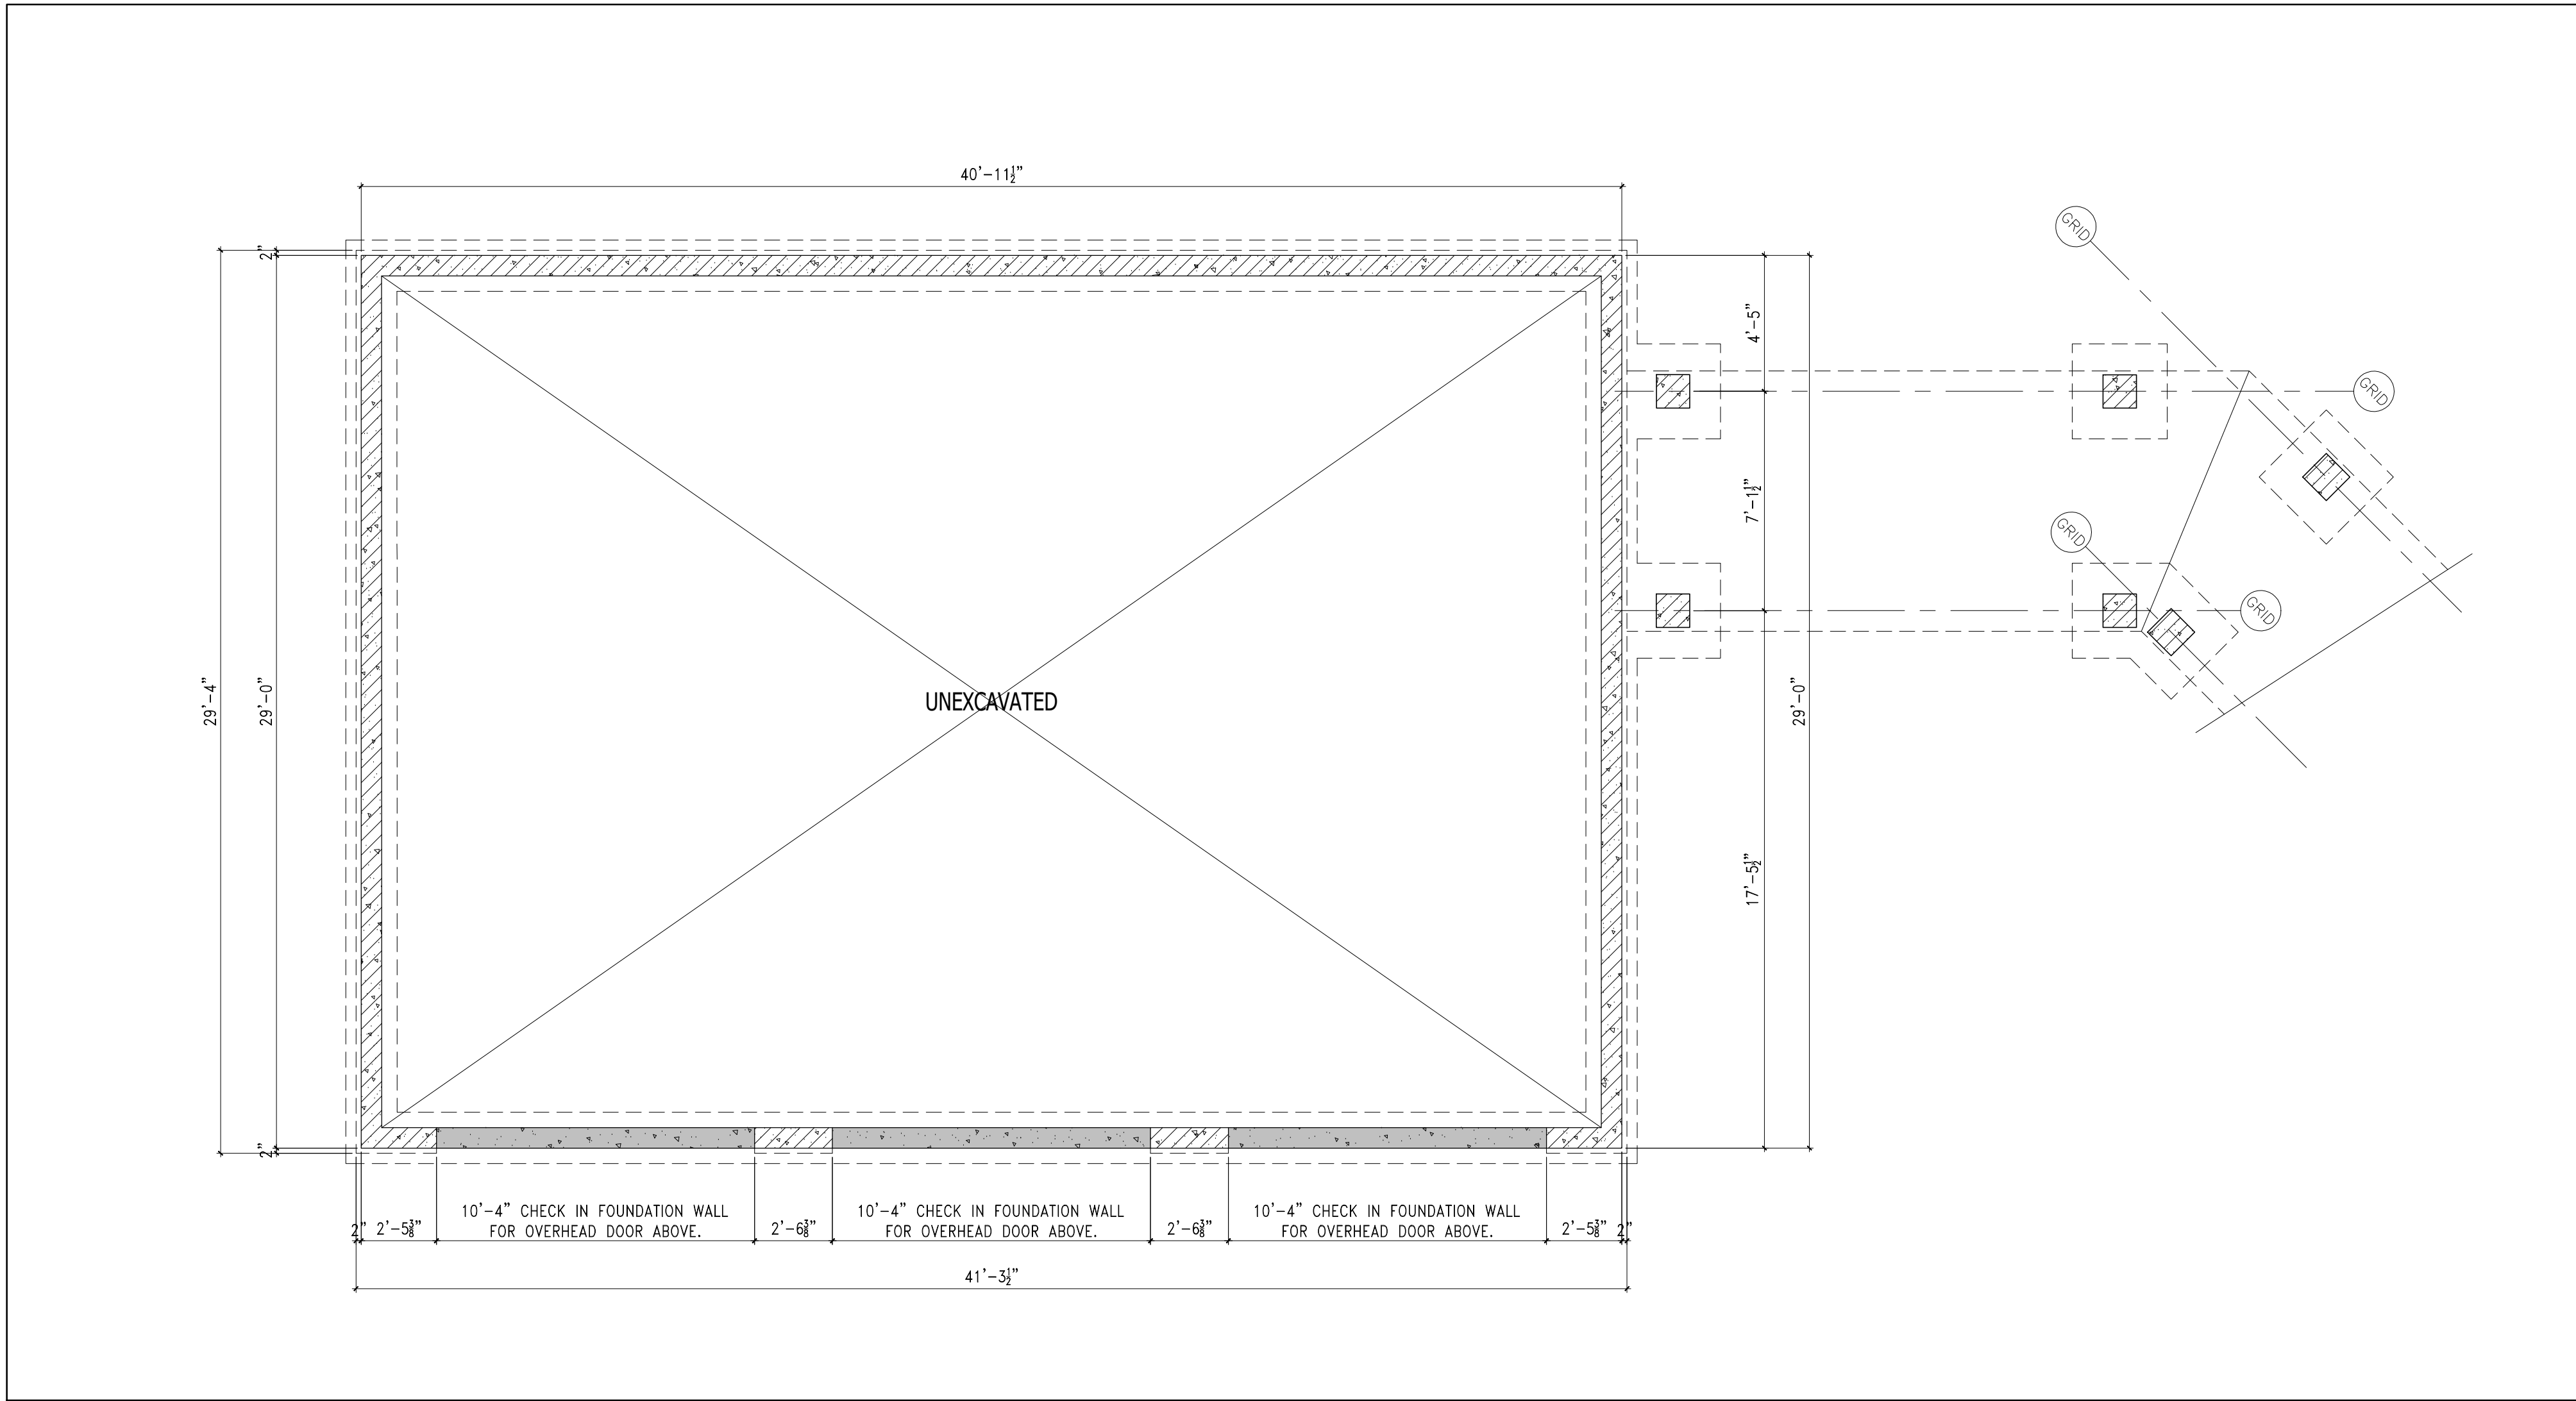 40'-11½"
GRID
2"
4'-5"
GRID
7'-1½"
GRID
GRID
29'-4"
29'-0"
UNEXCAVATED
29'-0"
17'-5½"
2"
10'-4" CHECK IN FOUNDATION WALL
FOR OVERHEAD DOOR ABOVE.
10'-4" CHECK IN FOUNDATION WALL
FOR OVERHEAD DOOR ABOVE.
10'-4" CHECK IN FOUNDATION WALL
FOR OVERHEAD DOOR ABOVE.
2" 2'-5⅜" 2'-6⅜" 2'-6⅜" 2'-5⅜" 2"
41'-3½"